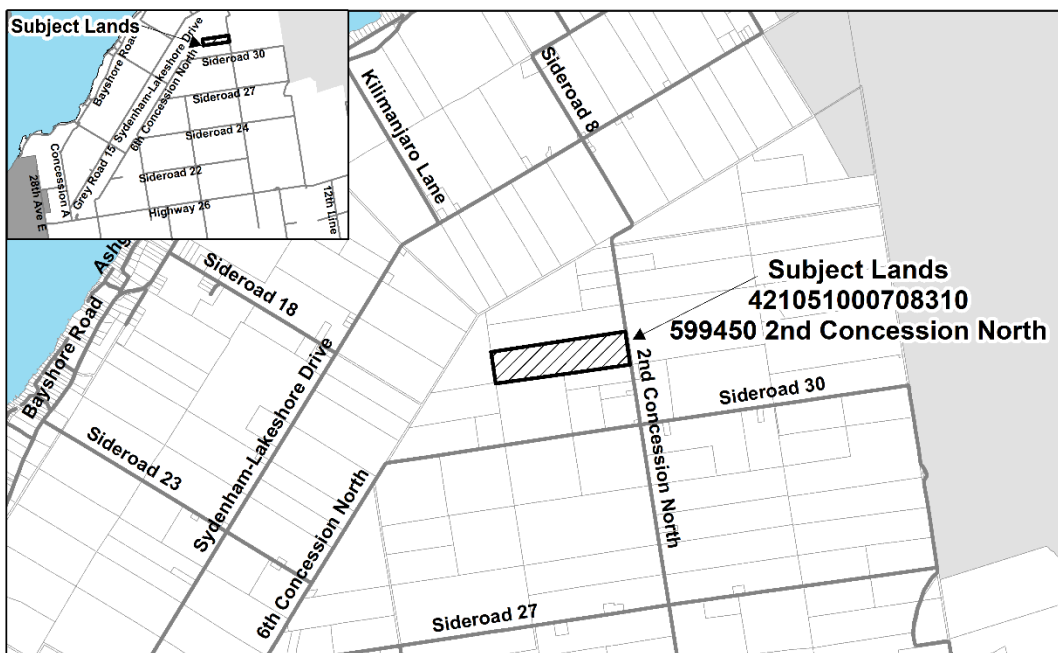 Subject Lands
Bayshore Road
Sydenham-Lakeshore Drive
6th Concession North
Sideroad 30
Sideroad 27
Sideroad 24
Sideroad 22
Grey Road 15
Concession A
28th Ave E
Highway 26
12th Line
Kilimanjaro Lane
Sideroad 8
Ashg
Sideroad 18
Bayshore Road
Subject Lands
421051000708310
599450 2nd Concession North
Sideroad 30
2nd Concession North
Sydenham-Lakeshore Drive
Sideroad 23
6th Concession North
Sideroad 27